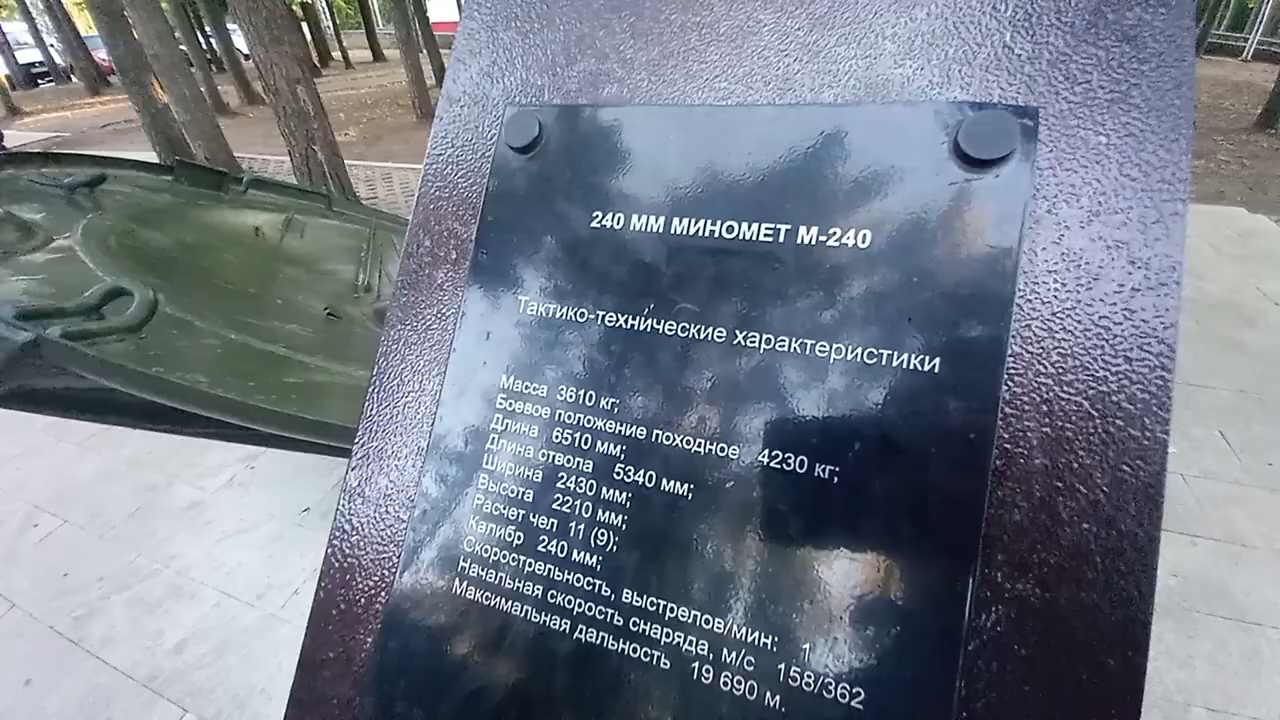 240 ММ МИНОМЕТ М-240
Тактико-технические характеристики
Масса 3610 кг;
Боевое положение походное 4230 кг;
Длина 6510 мм;
Длина ствола 5340 мм;
Ширина 2430 мм;
Высота 2210 мм;
Расчет чел 11 (9);
Калибр 240 мм;
Скорострельность, выстрелов/мин: 1
Начальная скорость снаряда, м/с 158/362
Максимальная дальность 19 690 м.